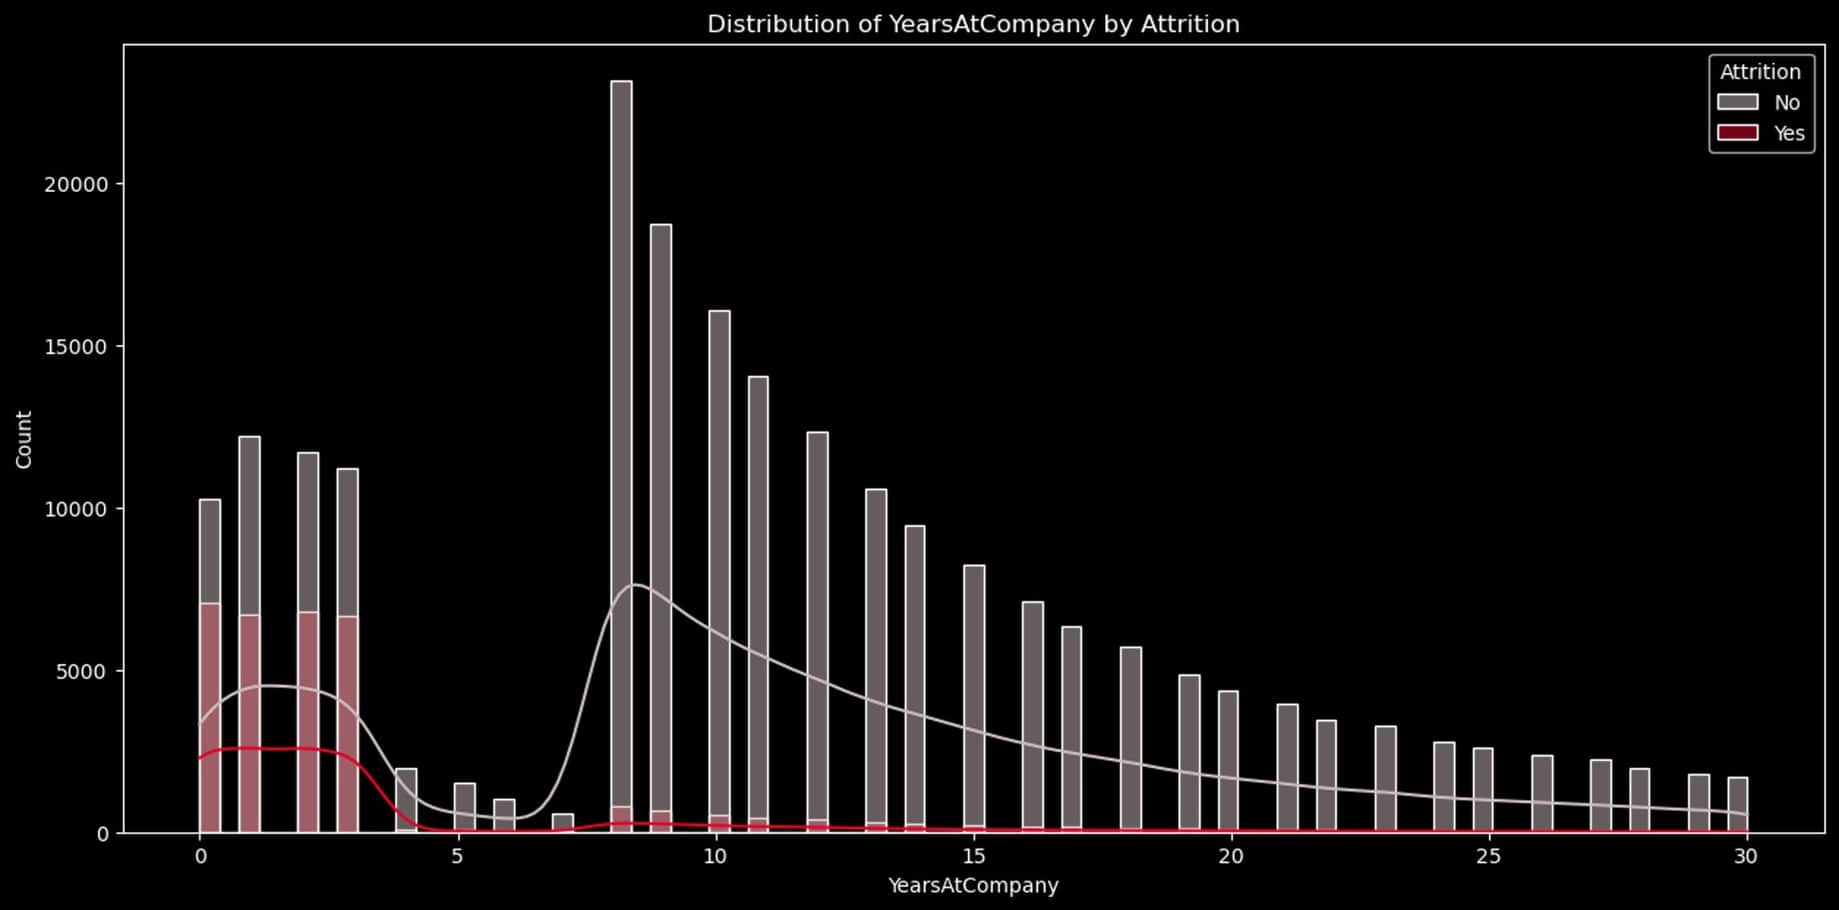 Distribution of YearsAtCompany by Attrition
Attrition
No
Yes
20000
15000
10000
5000
0
Count
0 5 10 15 20 25 30
YearsAtCompany